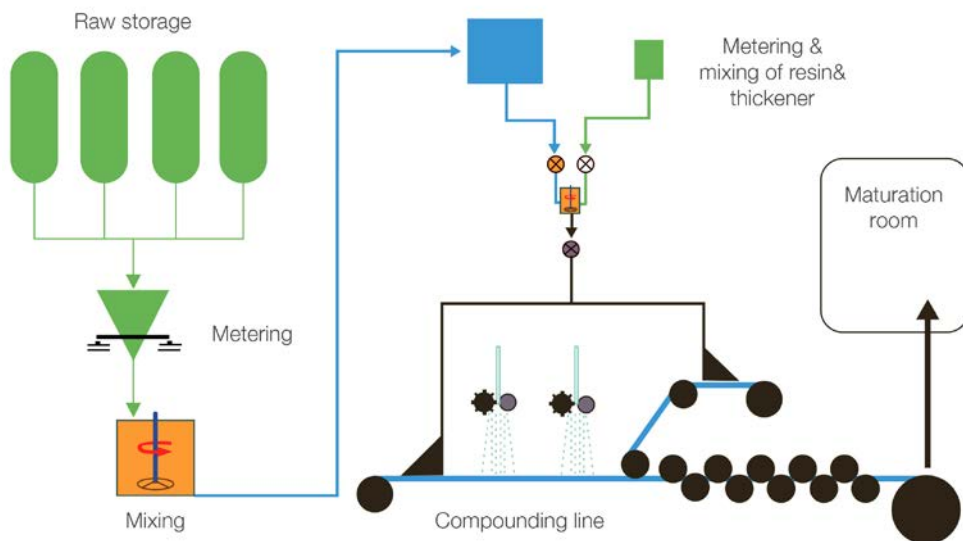 Raw storage
Metering &
mixing of resin&
thickener
Maturation
room
Metering
Mixing
Compounding line